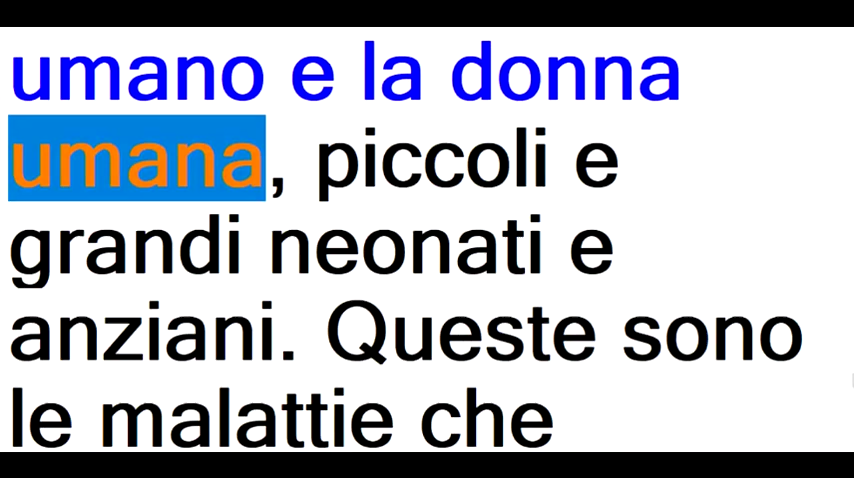 umano e la donna
umana, piccoli e
grandi neonati e
anziani. Queste sono
le malattie che